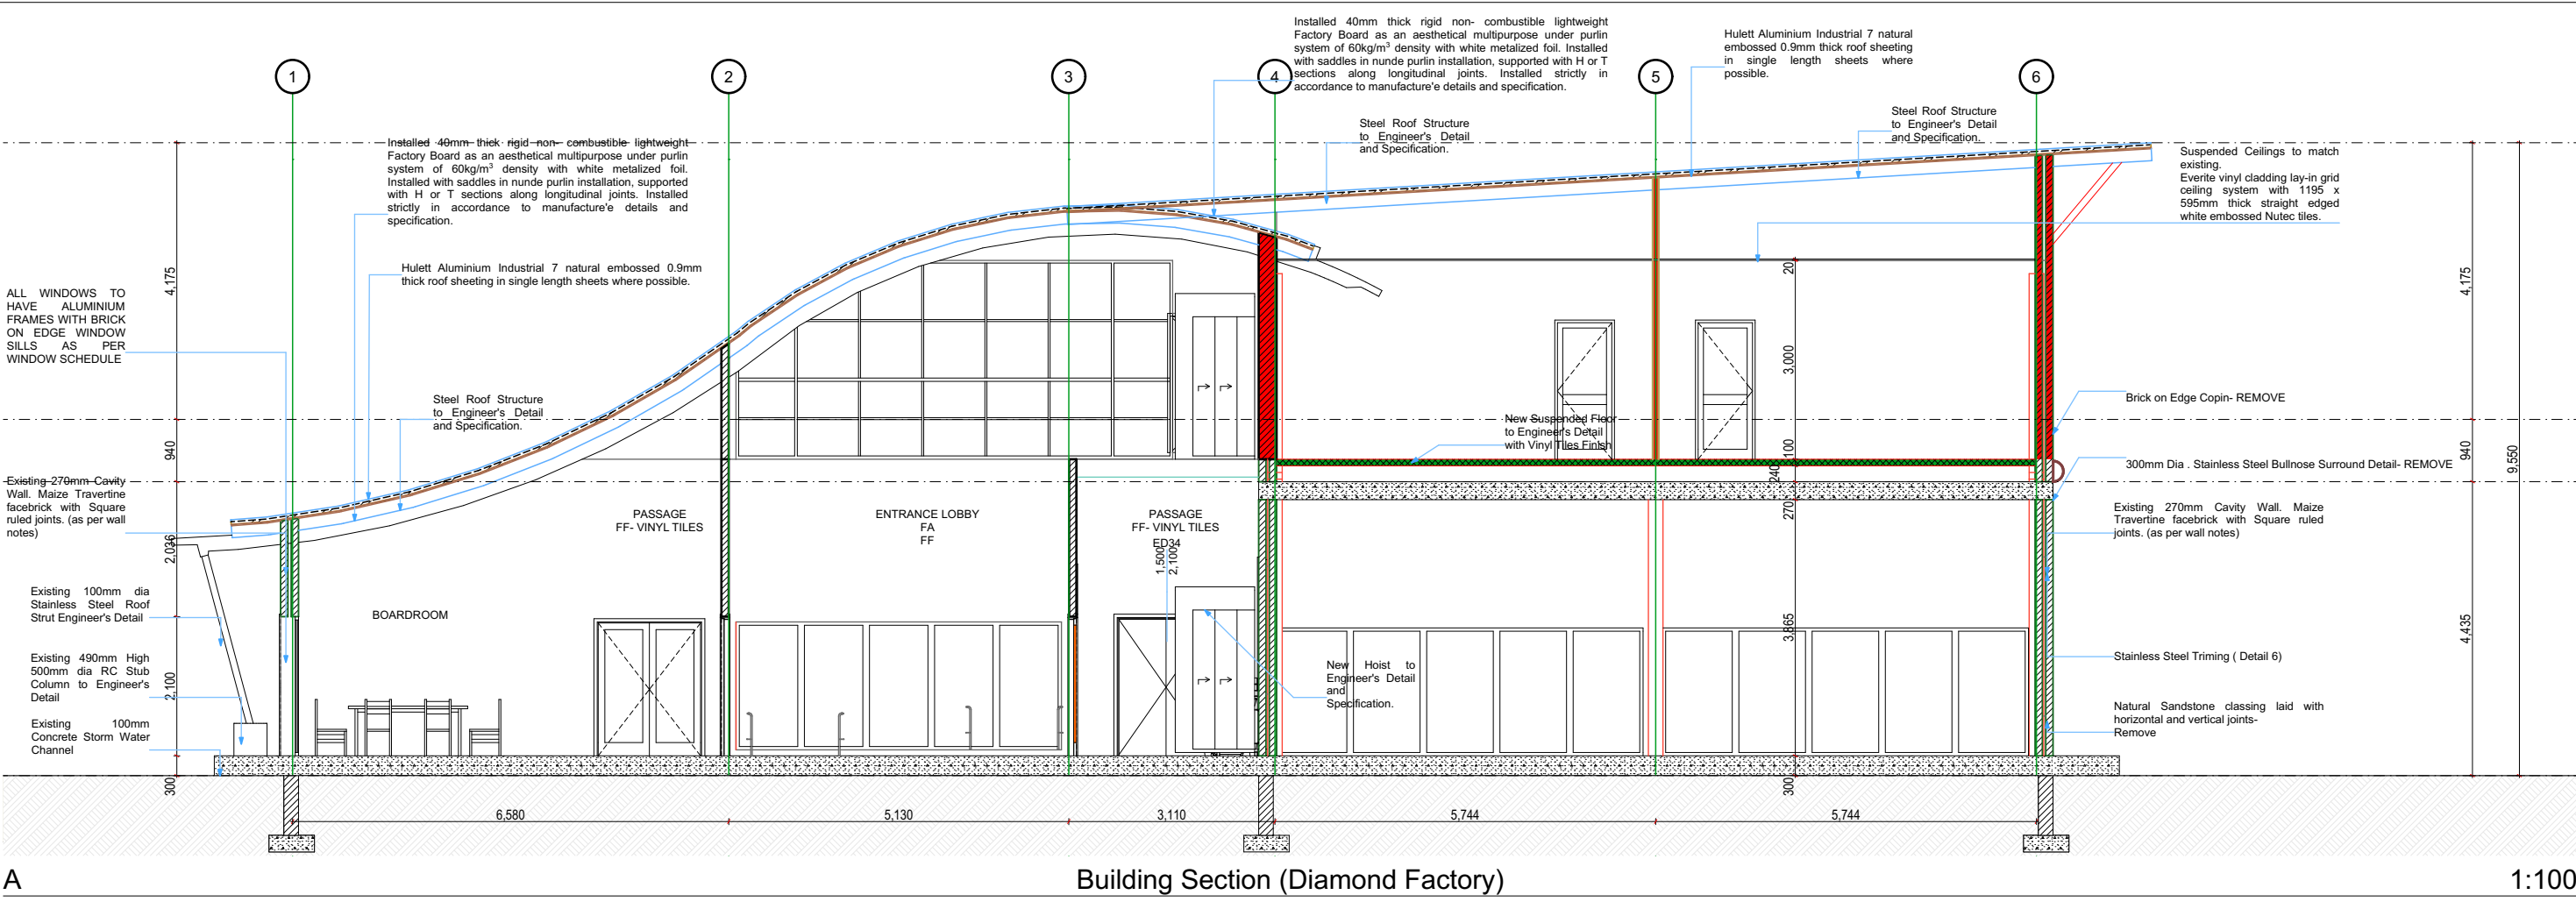 Installed 40mm thick rigid non- combustible lightweight
Factory Board as an aesthetical multipurpose under purlin
system of 60kg/m³ density with white metalized foil. Installed
with saddles in nunde purlin installation, supported with H or T
sections along longitudinal joints. Installed strictly in
accordance to manufacture'e details and specification.
Hulett Aluminium Industrial 7 natural
embossed 0.9mm thick roof sheeting
in single length sheets where
possible.
1
2
3
4
5
6
Steel Roof Structure
to Engineer's Detail
and Specification.
Steel Roof Structure
to Engineer's Detail
and Specification.
Installed 40mm thick rigid non- combustible lightweight
Factory Board as an aesthetical multipurpose under purlin
system of 60kg/m³ density with white metalized foil.
Installed with saddles in nunde purlin installation, supported
with H or T sections along longitudinal joints. Installed
strictly in accordance to manufacture'e details and
specification.
Suspended Ceilings to match
existing.
Everite vinyl cladding lay-in grid
ceiling system with 1195 x
595mm thick straight edged
white embossed Nutec tiles.
Hulett Aluminium Industrial 7 natural embossed 0.9mm
thick roof sheeting in single length sheets where possible.
ALL WINDOWS TO
HAVE ALUMINIUM
FRAMES WITH BRICK
ON EDGE WINDOW
SILLS AS PER
WINDOW SCHEDULE
4,175
20
4,175
3,000
Steel Roof Structure
to Engineer's Detail
and Specification.
Brick on Edge Copin- REMOVE
New Suspended Floor
to Engineer's Detail
with Vinyl Tiles Finish
940
100
940
9,550
240
300mm Dia . Stainless Steel Bullnose Surround Detail- REMOVE
Existing 270mm Cavity
Wall. Maize Travertine
facebrick with Square
ruled joints. (as per wall
notes)
2,036
270
PASSAGE
FF- VINYL TILES
ENTRANCE LOBBY
FA
FF
PASSAGE
FF- VINYL TILES
ED34
1,500
2,100
Existing 270mm Cavity Wall. Maize
Travertine facebrick with Square ruled
joints. (as per wall notes)
Existing 100mm dia
Stainless Steel Roof
Strut Engineer's Detail
BOARDROOM
3,865
4,435
Existing 490mm High
500mm dia RC Stub
Column to Engineer's
Detail
2,100
New Hoist to
Engineer's Detail
and
Specification.
Stainless Steel Triming ( Detail 6)
Existing 100mm
Concrete Storm Water
Channel
Natural Sandstone classing laid with
horizontal and vertical joints-
Remove
300
300
6,580
5,130
3,110
5,744
5,744
A
Building Section (Diamond Factory)
1:100